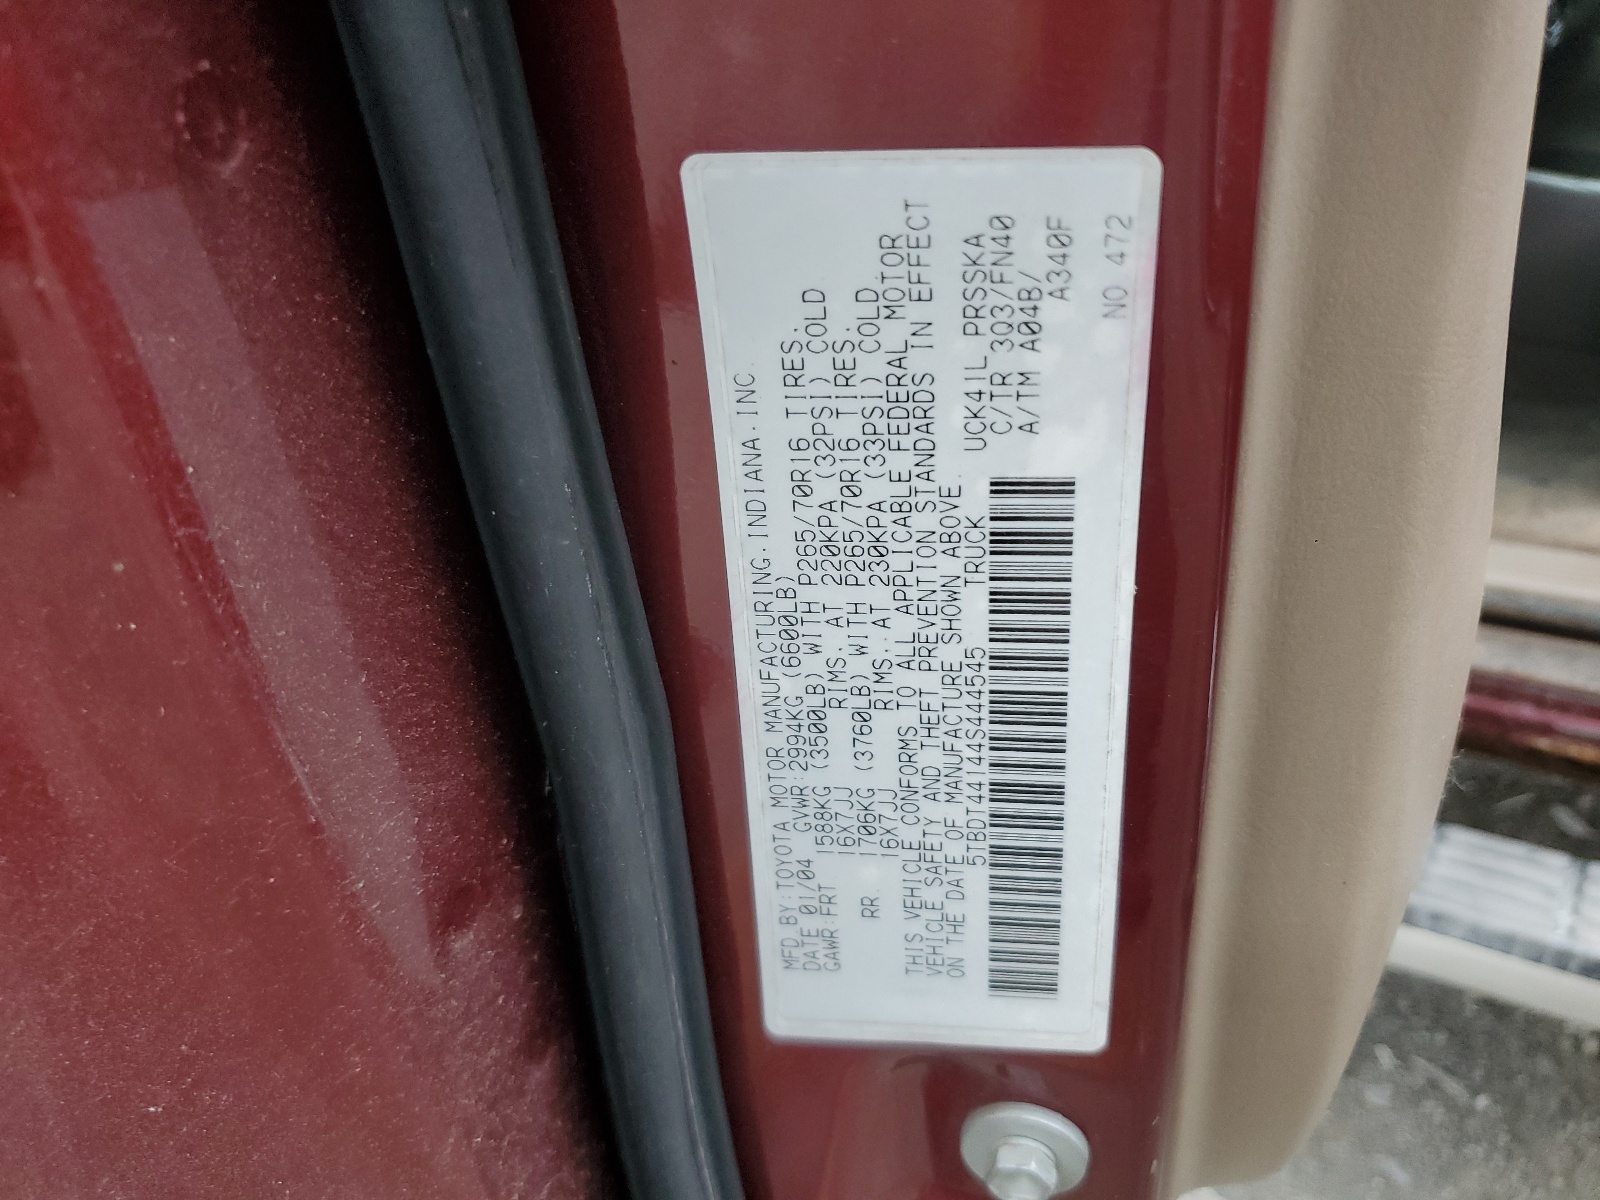 MFD BY:TOYOTA MOTOR MANUFACTURING.INDIANA.INC.
DATE 01/04 GVWR:2994KG (6600LB)
GAWR:FRT 1588KG (3500LB) WITH P265/70R16 TIRES.
16X7JJ RIMS. AT 220KPA (32PSI) COLD
RR. 1706KG (3760LB) WITH P265/70R16 TIRES.
16X7JJ RIMS. AT 230KPA (33PSI) COLD
THIS VEHICLE CONFORMS TO ALL APPLICABLE FEDERAL MOTOR
VEHICLE SAFETY AND THEFT PREVENTION STANDARDS IN EFFECT
ON THE DATE OF MANUFACTURE SHOWN ABOVE.
5TBDT44144S444545 TRUCK
UCK41L PRSSKA
C/TR 3Q3/FN40
A/TM A04B/
A340F
NO 472